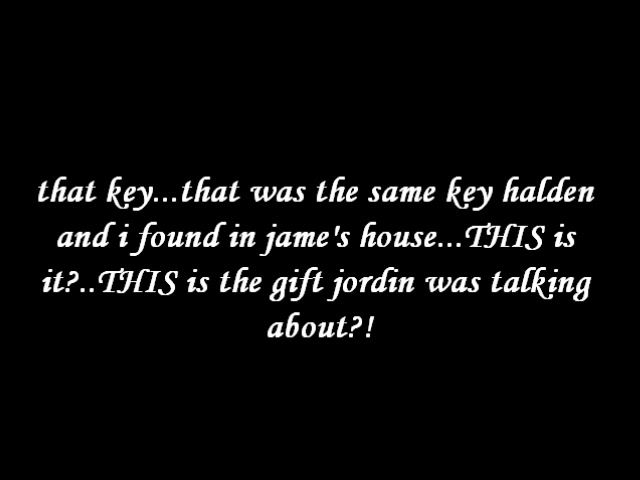 that key...that was the same key halden
and i found in jame's house...THIS is
it?..THIS is the gift jordin was talking
about?!